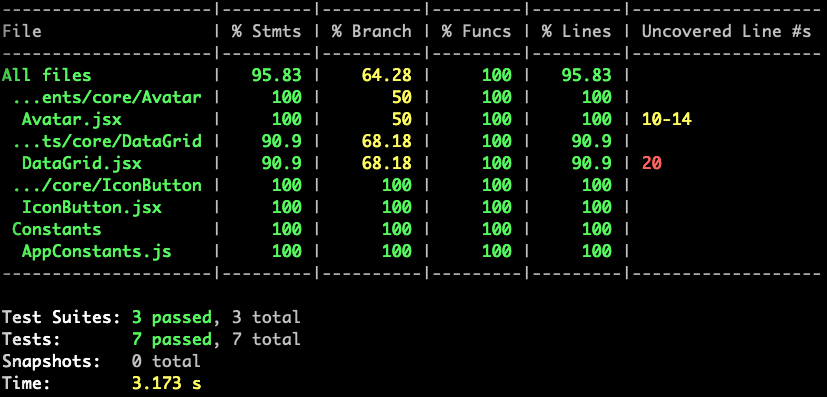 ---------------------|---------|----------|---------|---------|-------------------
File                 | % Stmts | % Branch | % Funcs | % Lines | Uncovered Line #s
---------------------|---------|----------|---------|---------|-------------------
All files            |   95.83 |    64.28 |     100 |   95.83 |
 ...ents/core/Avatar |     100 |       50 |     100 |     100 |
  Avatar.jsx         |     100 |       50 |     100 |     100 | 10-14
 ...ts/core/DataGrid |    90.9 |    68.18 |     100 |    90.9 |
  DataGrid.jsx       |    90.9 |    68.18 |     100 |    90.9 | 20
 .../core/IconButton |     100 |      100 |     100 |     100 |
  IconButton.jsx     |     100 |      100 |     100 |     100 |
 Constants           |     100 |      100 |     100 |     100 |
  AppConstants.js    |     100 |      100 |     100 |     100 |
---------------------|---------|----------|---------|---------|-------------------
Test Suites: 3 passed, 3 total
Tests:       7 passed, 7 total
Snapshots:   0 total
Time:        3.173 s